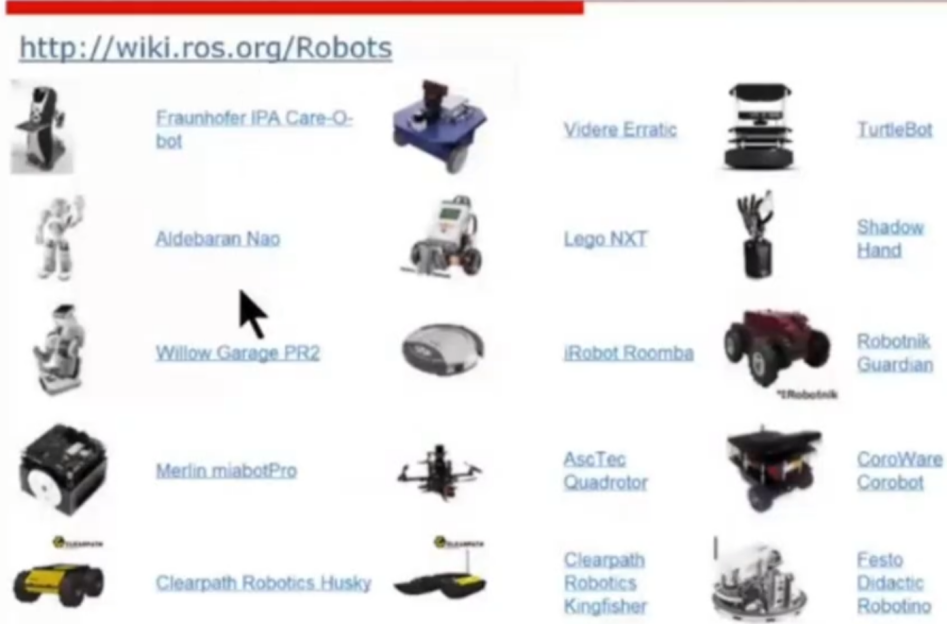 http://wiki.ros.org/Robots
Fraunhofer IPA Care-O-
bot
Videre Erratic
TurtleBot
Aldebaran Nao
Lego NXT
Shadow
Hand
Willow Garage PR2
iRobot Roomba
Robotnik
Guardian
Robotnik
Merlin miabotPro
AscTec
Quadrotor
CoroWare
Corobot
CLEARPATH
Clearpath Robotics Husky
CLEARPATH
Clearpath
Robotics
Kingfisher
Festo
Didactic
Robotino